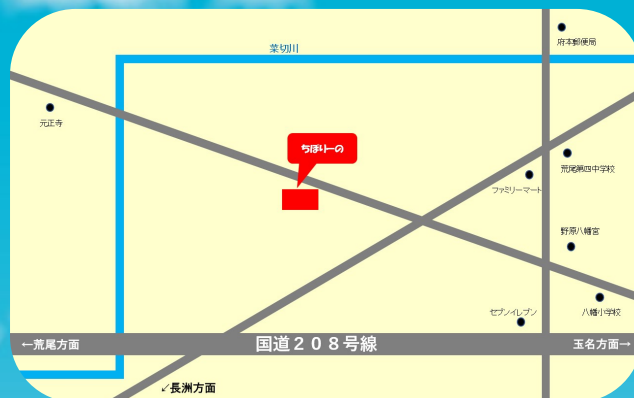 府本郵便局
菜切川
元正寺
ちぽりーの
荒尾第四中学校
ファミリーマート
野原八幡宮
セブンイレブン
八幡小学校
←荒尾方面
国道208号線
玉名方面→
↙長洲方面